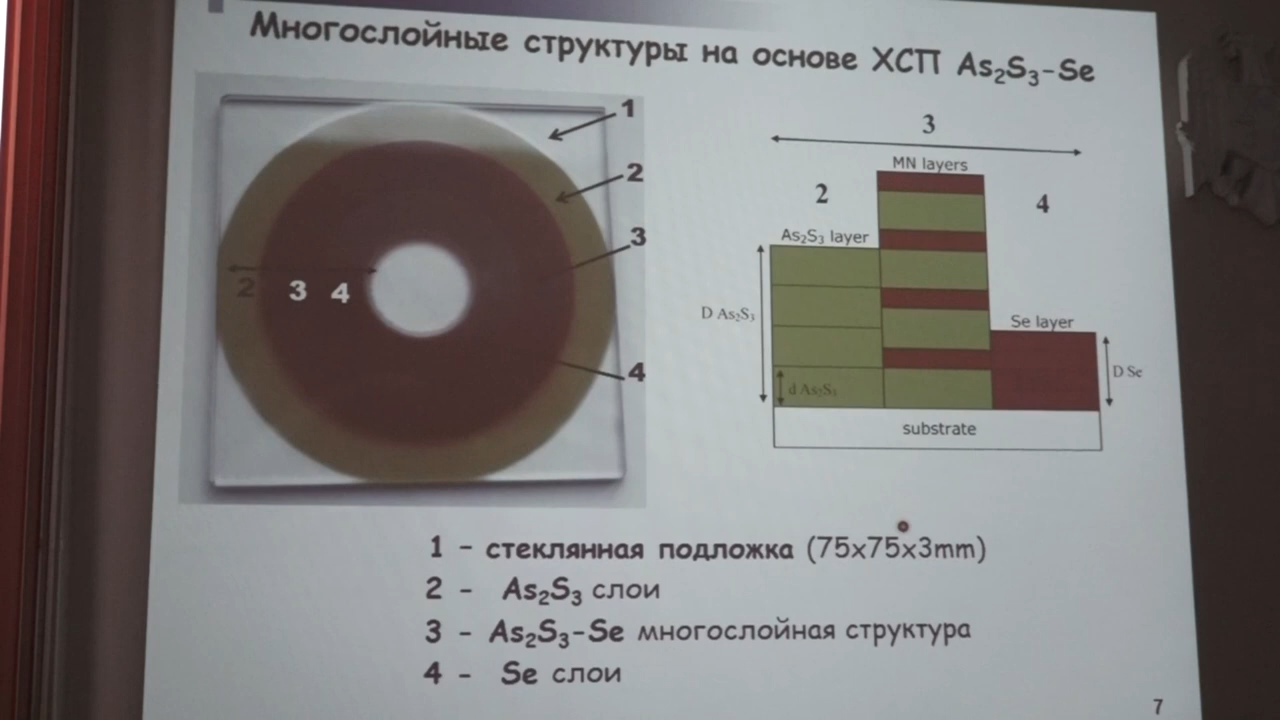 Многослойные структуры на основе ХСП As₂S₃-Se
1
2
3
4
2 3 4
3
MN layers
2
4
As₂S₃ layer
Se layer
D As₂S₃
d As₂S₃
D Se
substrate
1 - стеклянная подложка (75x75x3mm)
2 - As₂S₃ слои
3 - As₂S₃-Se многослойная структура
4 - Se слои
7